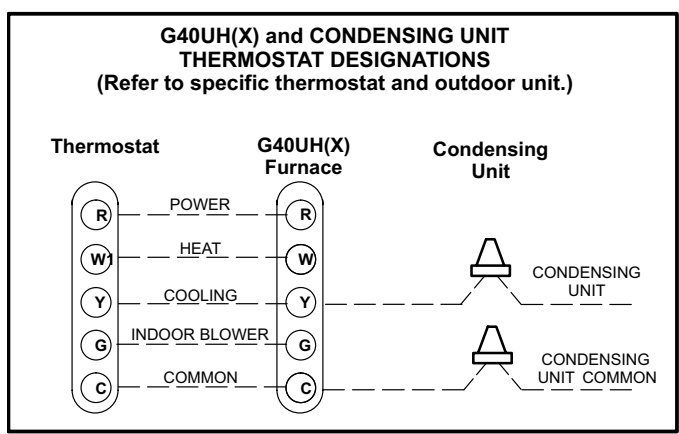 G40UH(X) and CONDENSING UNIT
THERMOSTAT DESIGNATIONS
(Refer to specific thermostat and outdoor unit.)
Thermostat
G40UH(X)
Furnace
Condensing
Unit
R POWER R
W1 HEAT W
Y COOLING Y
CONDENSING
UNIT
G INDOOR BLOWER G
C COMMON C
CONDENSING
UNIT COMMON